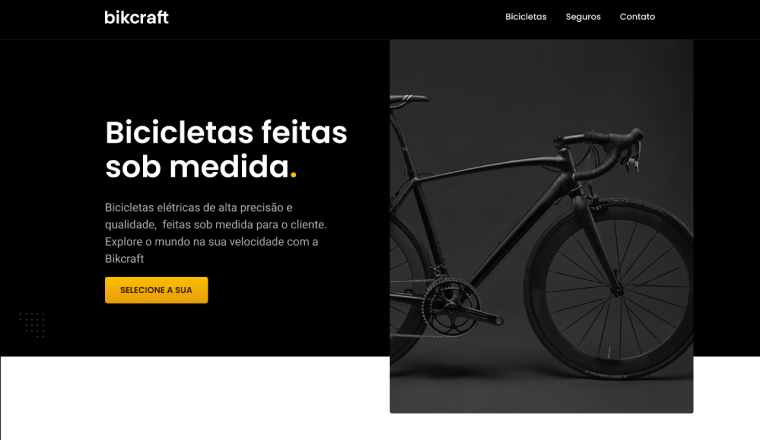 bikcraft
Bicicletas Seguros Contato
Bicicletas feitas
sob medida.
Bicicletas elétricas de alta precisão e
qualidade,  feitas sob medida para o cliente.
Explore o mundo na sua velocidade com a
Bikcraft
SELECIONE A SUA